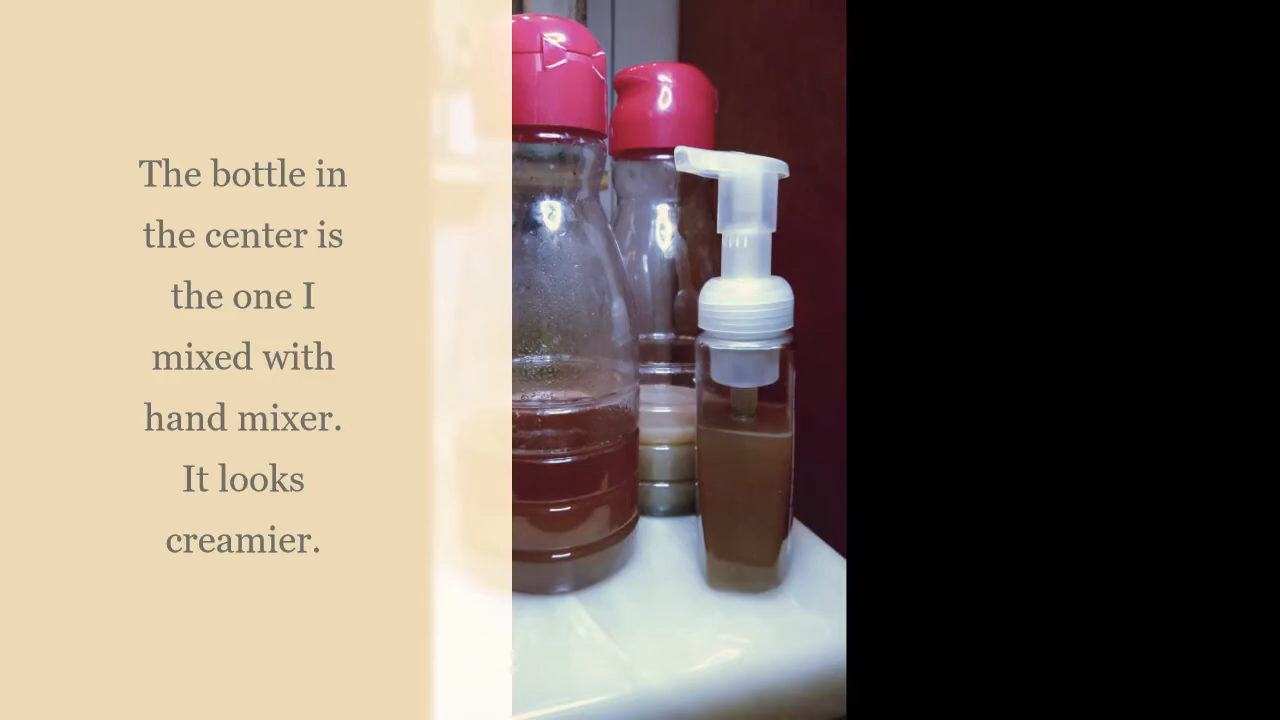 The bottle in
the center is
the one I
mixed with
hand mixer.
It looks
creamier.